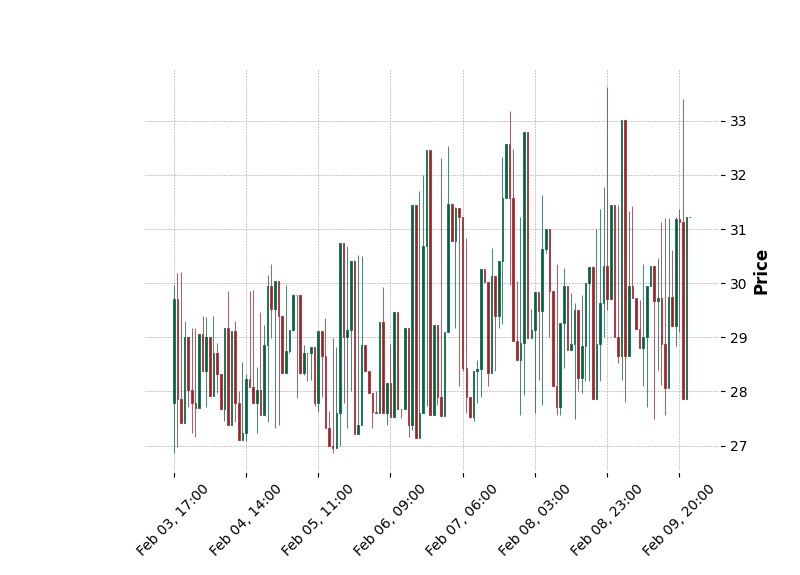 33
32
31
30
29
28
27
Price
Feb 03, 17:00
Feb 04, 14:00
Feb 05, 11:00
Feb 06, 09:00
Feb 07, 06:00
Feb 08, 03:00
Feb 08, 23:00
Feb 09, 20:00